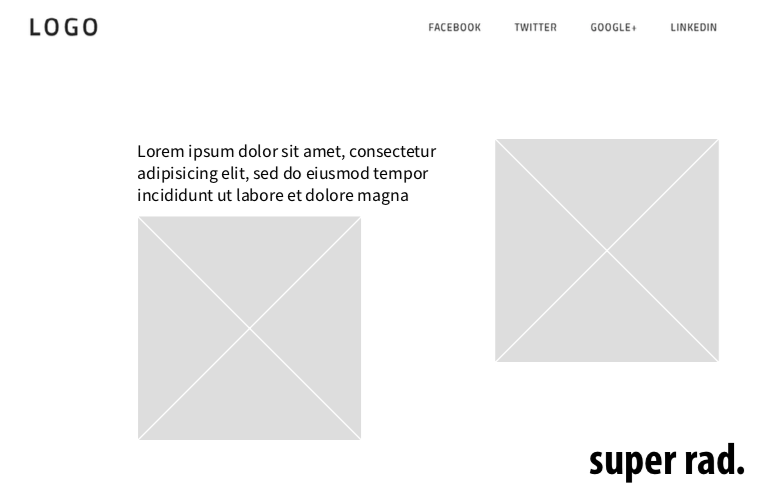 LOGO
FACEBOOK TWITTER GOOGLE+ LINKEDIN
Lorem ipsum dolor sit amet, consectetur
adipisicing elit, sed do eiusmod tempor
incididunt ut labore et dolore magna
super rad.